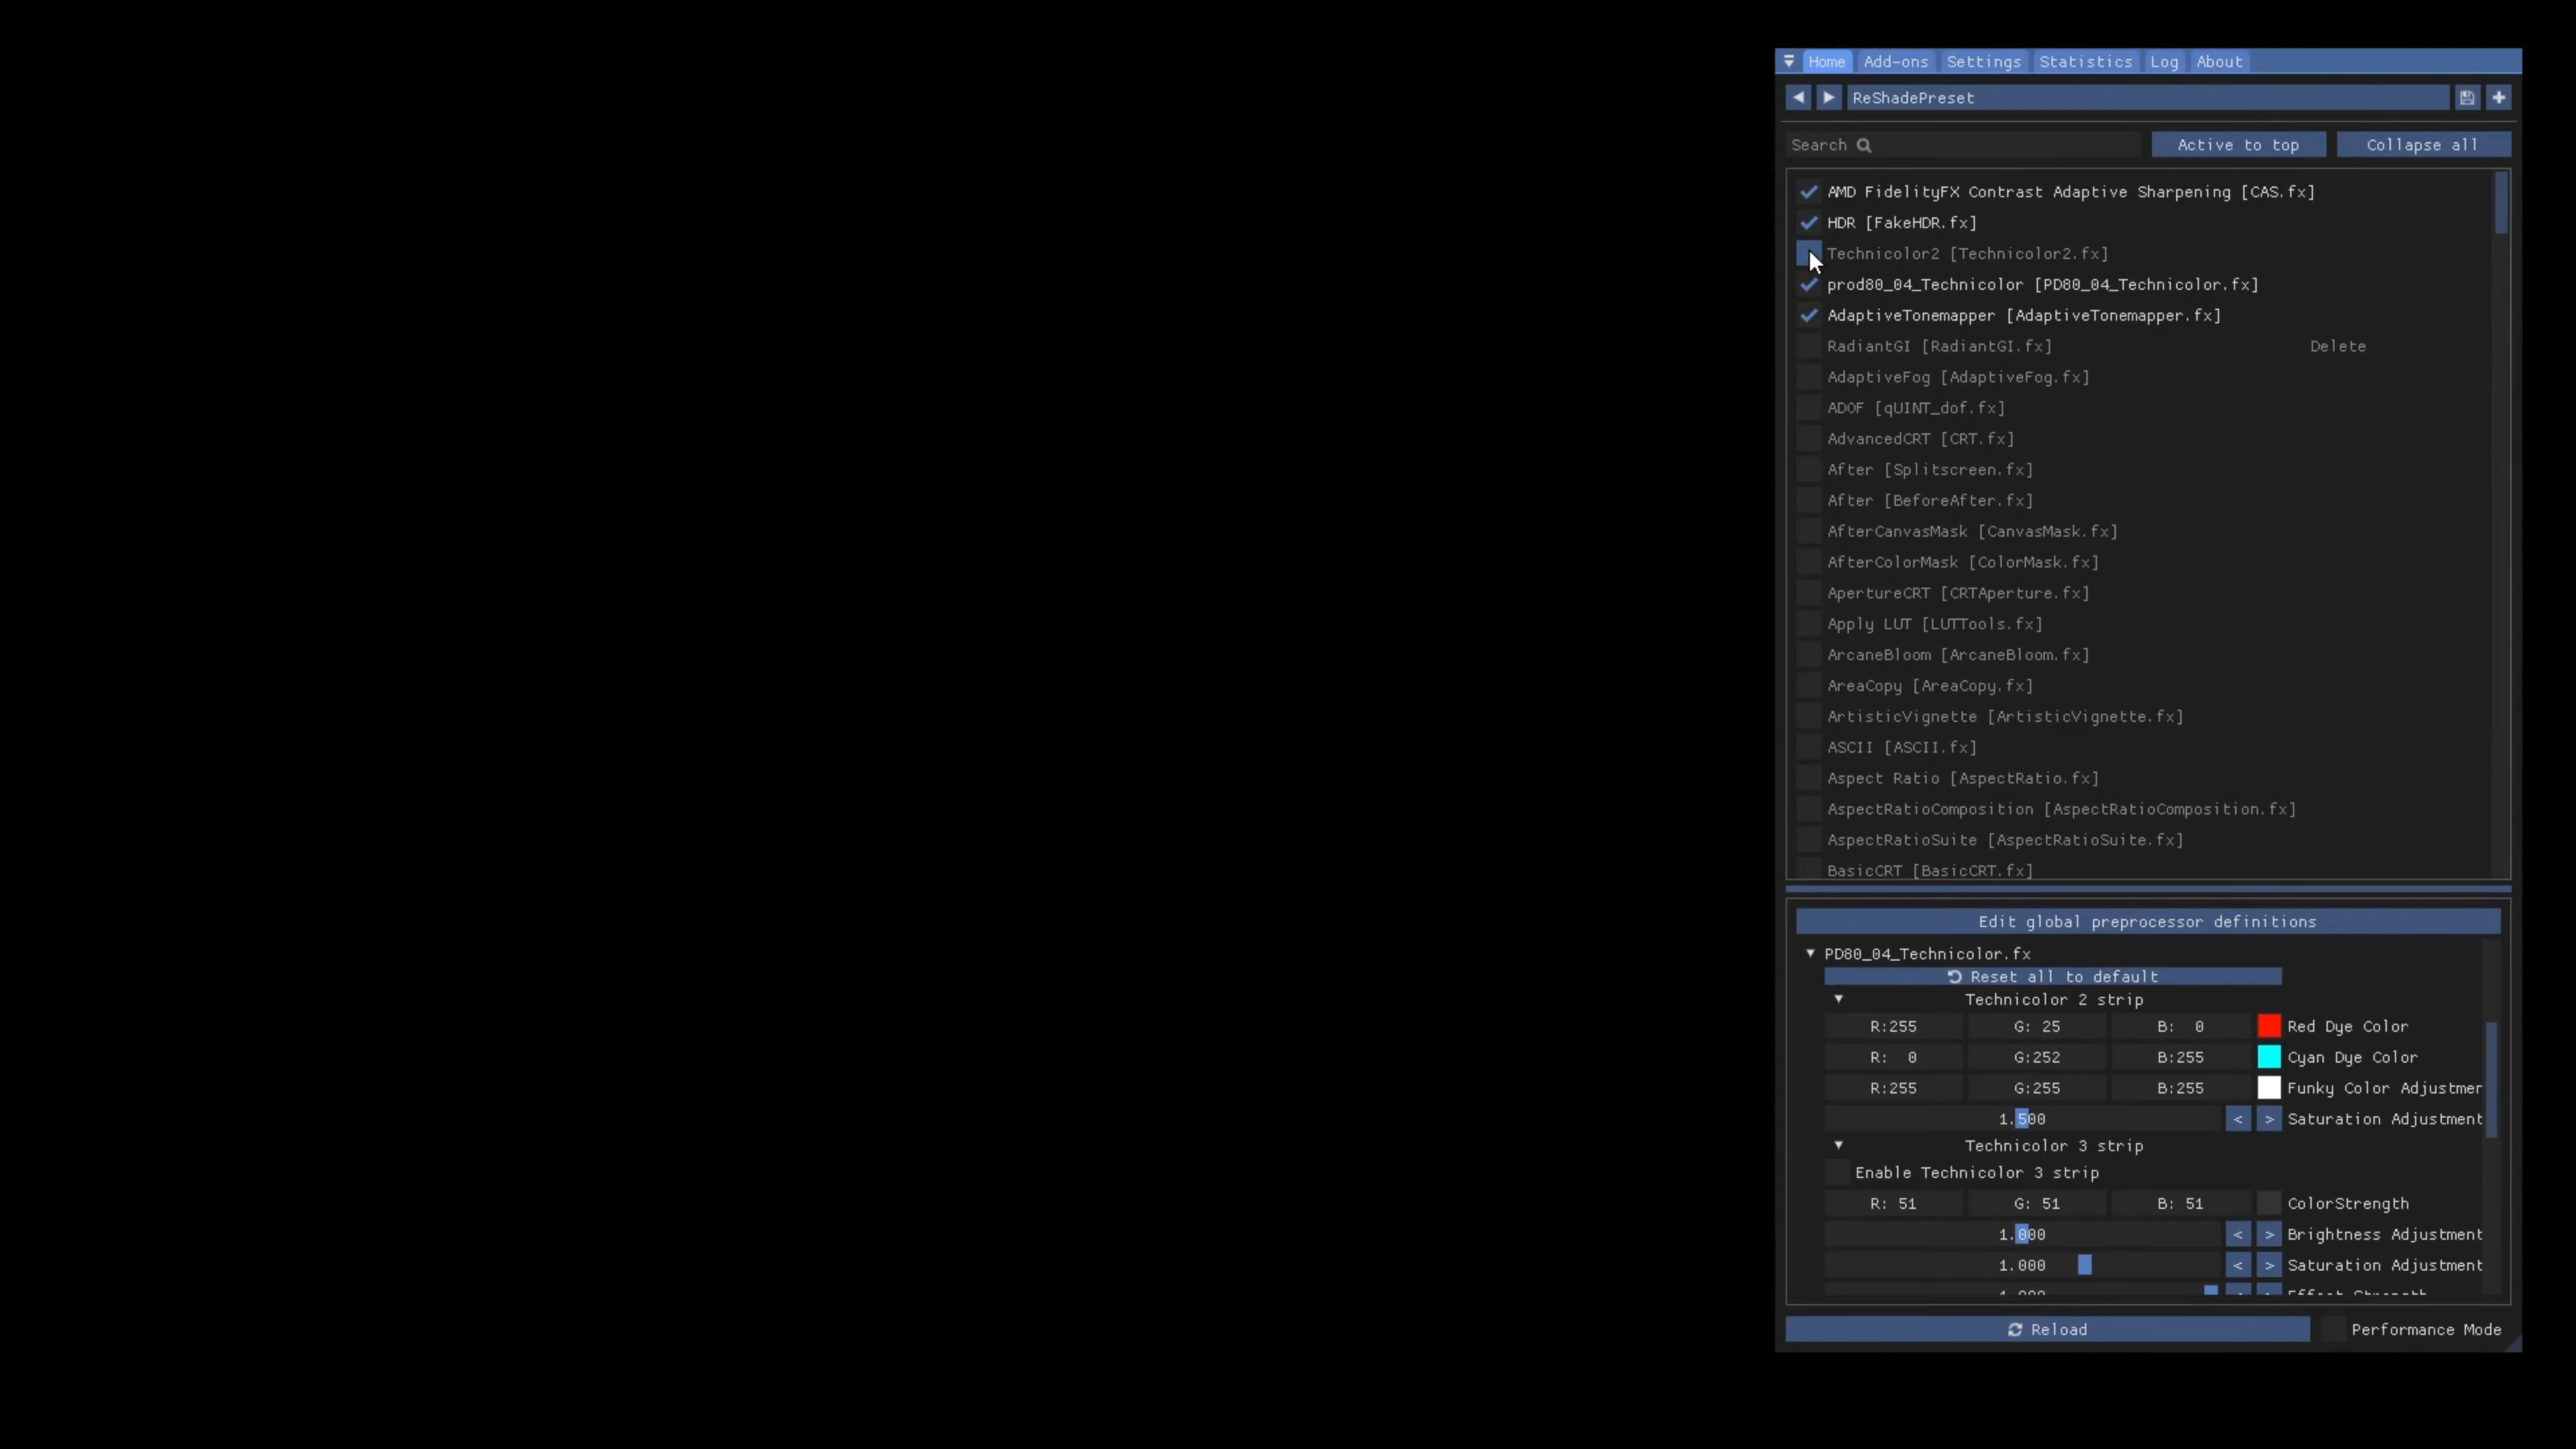 Home Add-ons Settings Statistics Log About
ReShadePreset
Search Active to top Collapse all
AMD FidelityFX Contrast Adaptive Sharpening [CAS.fx]
HDR [FakeHDR.fx]
Technicolor2 [Technicolor2.fx]
prod80_04_Technicolor [PD80_04_Technicolor.fx]
AdaptiveTonemapper [AdaptiveTonemapper.fx]
RadiantGI [RadiantGI.fx] Delete
AdaptiveFog [AdaptiveFog.fx]
ADOF [qUINT_dof.fx]
AdvancedCRT [CRT.fx]
After [Splitscreen.fx]
After [BeforeAfter.fx]
AfterCanvasMask [CanvasMask.fx]
AfterColorMask [ColorMask.fx]
ApertureCRT [CRTAperture.fx]
Apply LUT [LUTTools.fx]
ArcaneBloom [ArcaneBloom.fx]
AreaCopy [AreaCopy.fx]
ArtisticVignette [ArtisticVignette.fx]
ASCII [ASCII.fx]
Aspect Ratio [AspectRatio.fx]
AspectRatioComposition [AspectRatioComposition.fx]
AspectRatioSuite [AspectRatioSuite.fx]
BasicCRT [BasicCRT.fx]
Edit global preprocessor definitions
PD80_04_Technicolor.fx
Reset all to default
Technicolor 2 strip
R:255 G: 25 B: 0 Red Dye Color
R: 0 G:252 B:255 Cyan Dye Color
R:255 G:255 B:255 Funky Color Adjustmen
1.500 < > Saturation Adjustment
Technicolor 3 strip
Enable Technicolor 3 strip
R: 51 G: 51 B: 51 ColorStrength
1.000 < > Brightness Adjustment
1.000 < > Saturation Adjustment
1.000 Effect Strength
Reload Performance Mode